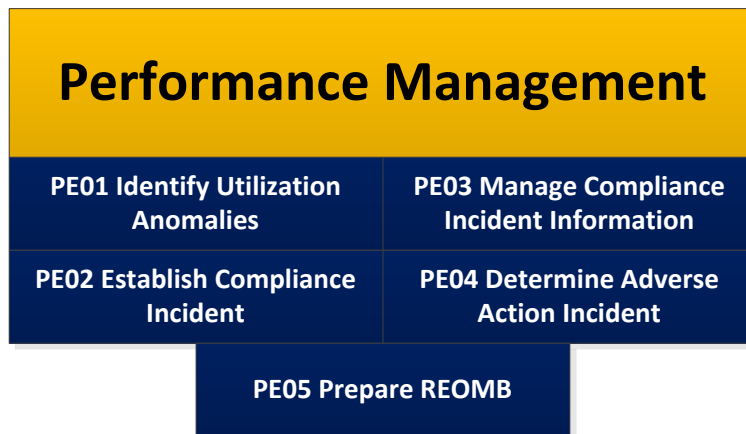 Performance Management
PE01 Identify Utilization
Anomalies
PE03 Manage Compliance
Incident Information
PE02 Establish Compliance
Incident
PE04 Determine Adverse
Action Incident
PE05 Prepare REOMB